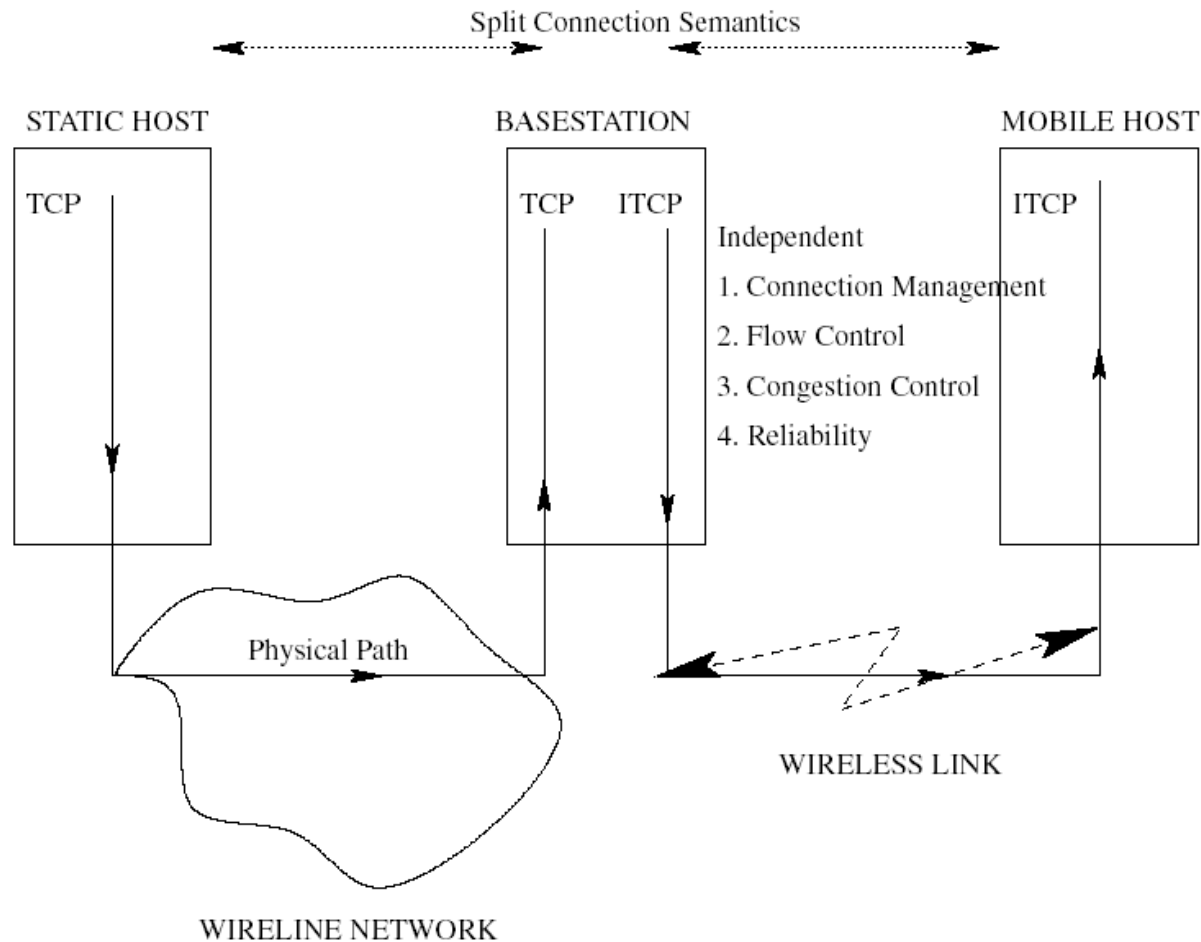 Split Connection Semantics
STATIC HOST
BASESTATION
MOBILE HOST
TCP
TCP
ITCP
ITCP
Independent
1. Connection Management
2. Flow Control
3. Congestion Control
4. Reliability
Physical Path
WIRELESS LINK
WIRELINE NETWORK